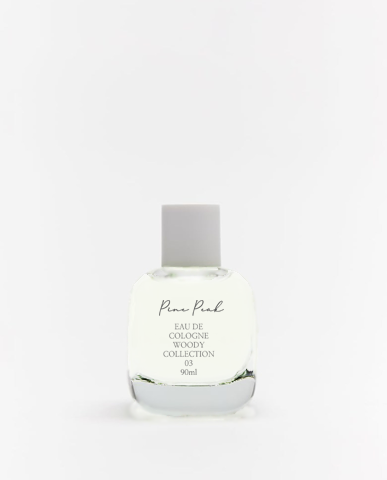 Pine Peak
EAU DE
COLOGNE
WOODY
COLLECTION
03
90ml